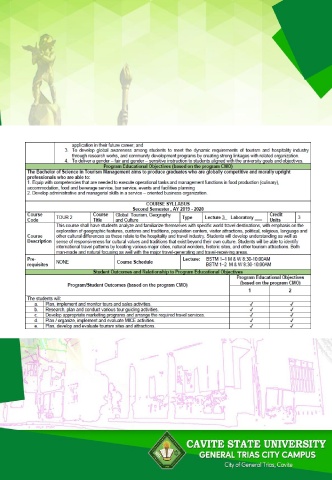 application in their future career; and
3. To develop global awareness among students to meet the dynamic requirements of tourism and hospitality industry
through research works, and community development programs by creating strong linkages with related organization
4. To deliver a gender – fair and gender – sensitive instruction to students aligned with the university goals and objectives.
Program Educational Objectives (based on the program CMO)
The Bachelor of Science in Tourism Management aims to produce graduates who are globally competitive and morally upright
professionals who are able to:
1. Equip with competencies that are needed to execute operational tasks and management functions in food production (culinary),
accommodation, food and beverage service, bar service, events and facilities planning
2. Develop administrative and managerial skills in a service – oriented business organization.
COURSE SYLLABUS
Second Semester, AY 2019 - 2020
Course Code TOUR 2 Course Title Global Tourism, Geography and Culture Type Lecture 3 Laboratory ___ Credit Units 3
Course Description
This course shall have students analyze and familiarize themselves with specific world travel destinations, with emphasis on the
exploration of geographic features, customs and traditions, population centers, visitor attractions, political, religious, language and
other cultural differences as these relate to the hospitality and travel industry. Students will develop understanding as well as
sense of responsiveness for cultural values and traditions that exist beyond their own culture. Students will be able to identify
international travel patterns by locating various major cities, natural wonders, historic sites, and other tourism attractions. Both
man-made and natural focusing as well with the major travel-generating and travel-receiving areas.
Pre-requisites NONE Course Schedule Lecture: BSTM 1-1 M & W 8:30-10:00AM
BSTM 1-2 M & W 8:30-10:00AM
Student Outcomes and Relationship to Program Educational Objectives
Program/Student Outcomes (based on the program CMO)
Program Educational Objectives (based on the program CMO)
1 2
The students will:
a. Plan, implement and monitor tours and sales activities ✓ ✓
b. Research, plan and conduct various tour guiding activities ✓ ✓
c. Develop appropriate marketing programs and arrange the required travel services ✓ ✓
d. Plan / organize, implement and evaluate MICE activities ✓ ✓
e. Plan, develop and evaluate tourism sites and attractions ✓ ✓
CAVITE STATE UNIVERSITY
GENERAL TRIAS CITY CAMPUS
City of General Trias, Cavite